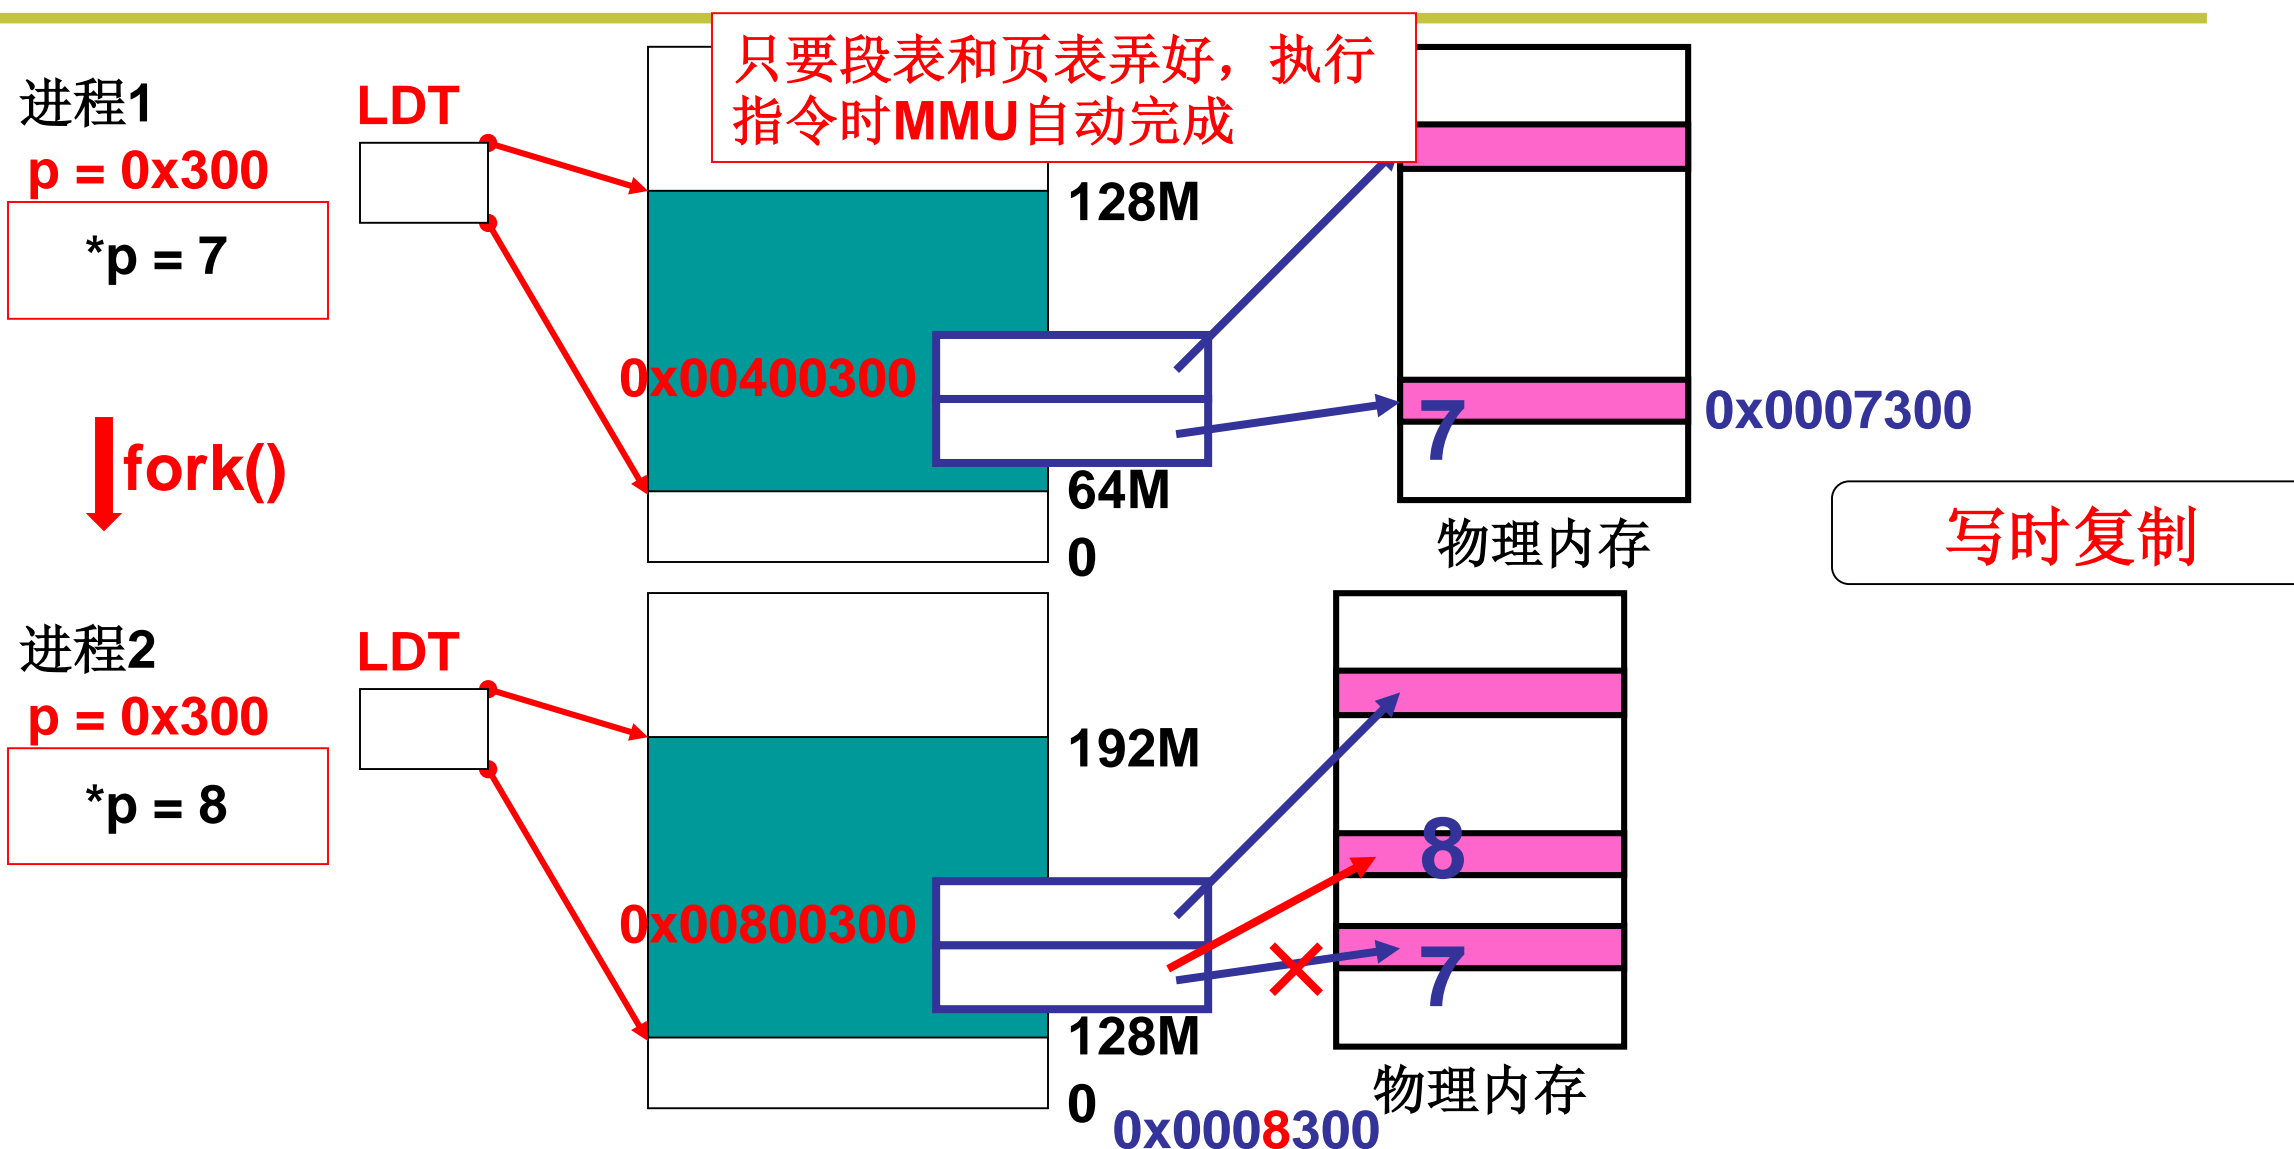 只要段表和页表弄好，执行
指令时MMU自动完成
进程1
p = 0x300
*p = 7
LDT
128M
0x00400300
64M
0
7
0x0007300
物理内存
fork()
写时复制
进程2
p = 0x300
*p = 8
LDT
192M
0x00800300
128M
0
8
7
物理内存
0x0008300